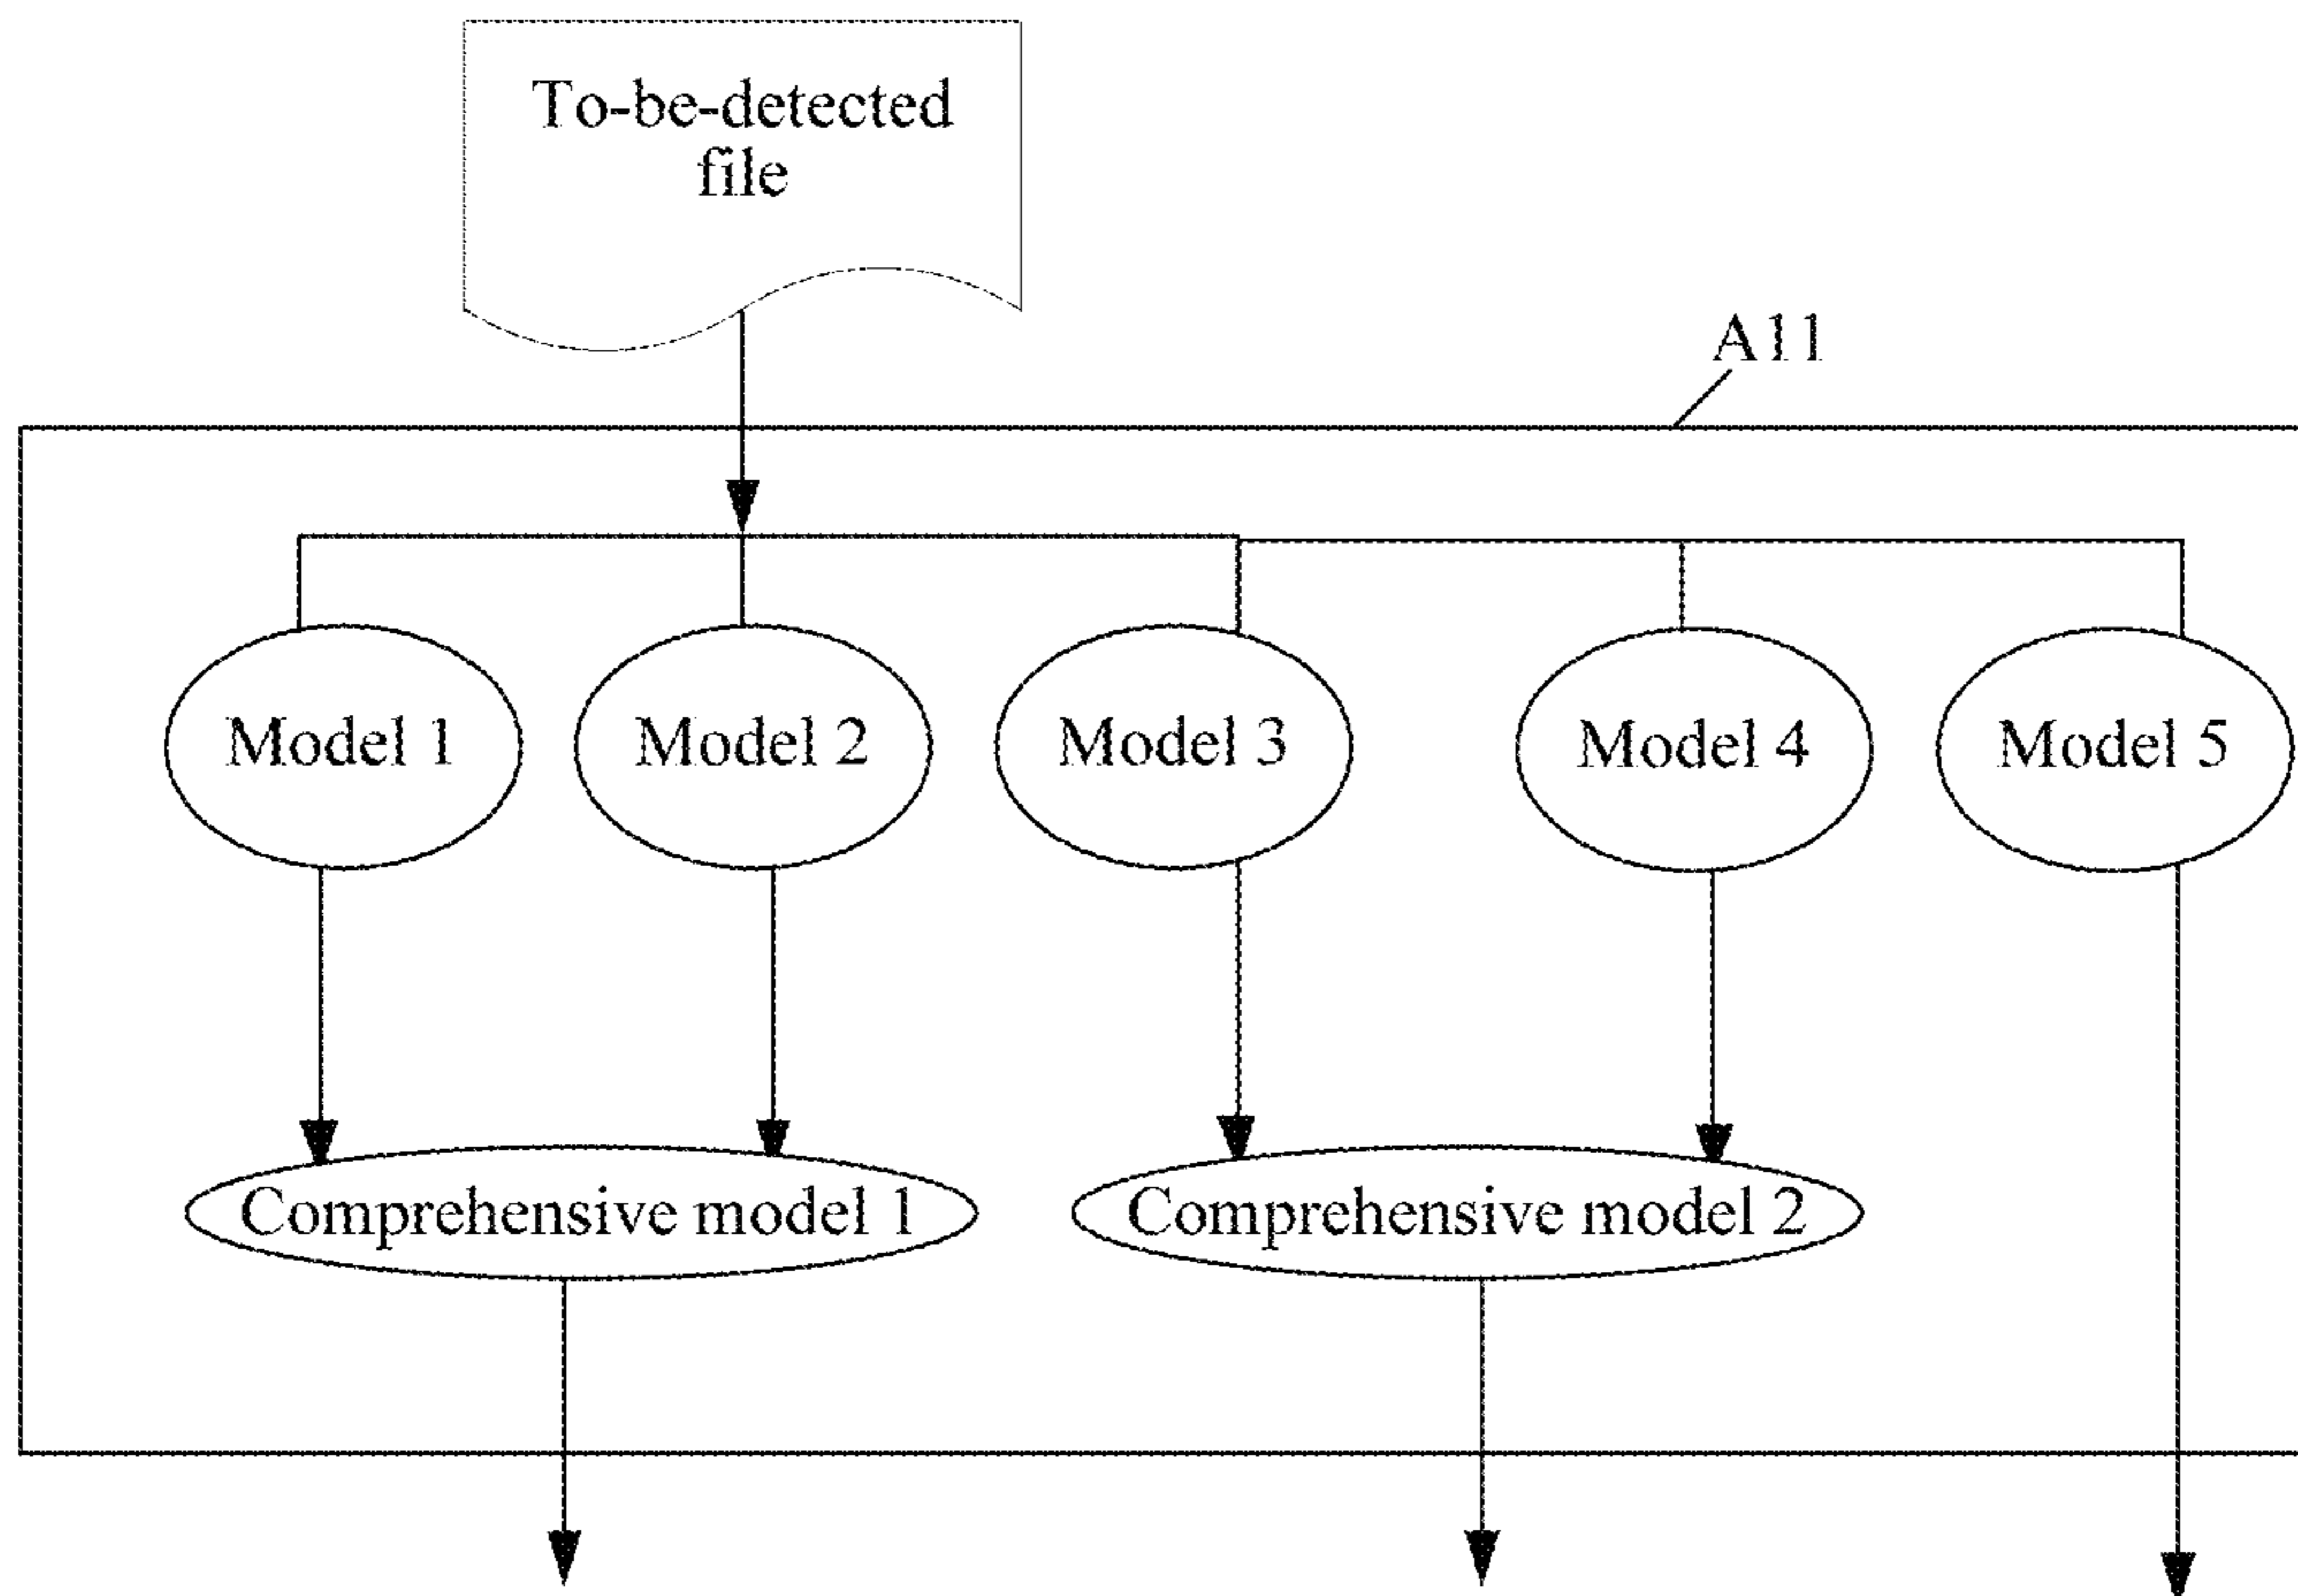 To-be-detected
file
A11
Model 1
Model 2
Model 3
Model 4
Model 5
Comprehensive model 1
Comprehensive model 2